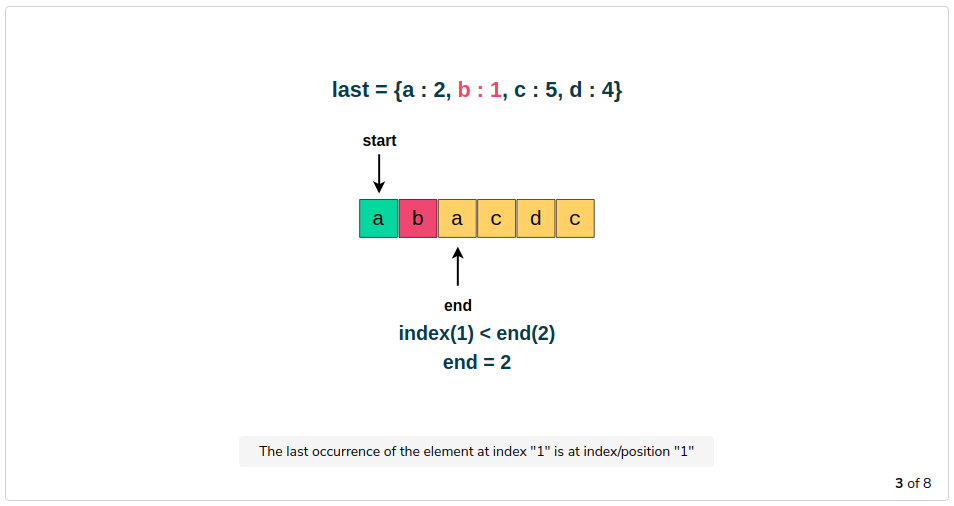 last = {a : 2, b : 1, c : 5, d : 4}
start
a b a c d c
end
index(1) < end(2)
end = 2
The last occurrence of the element at index "1" is at index/position "1"
3 of 8